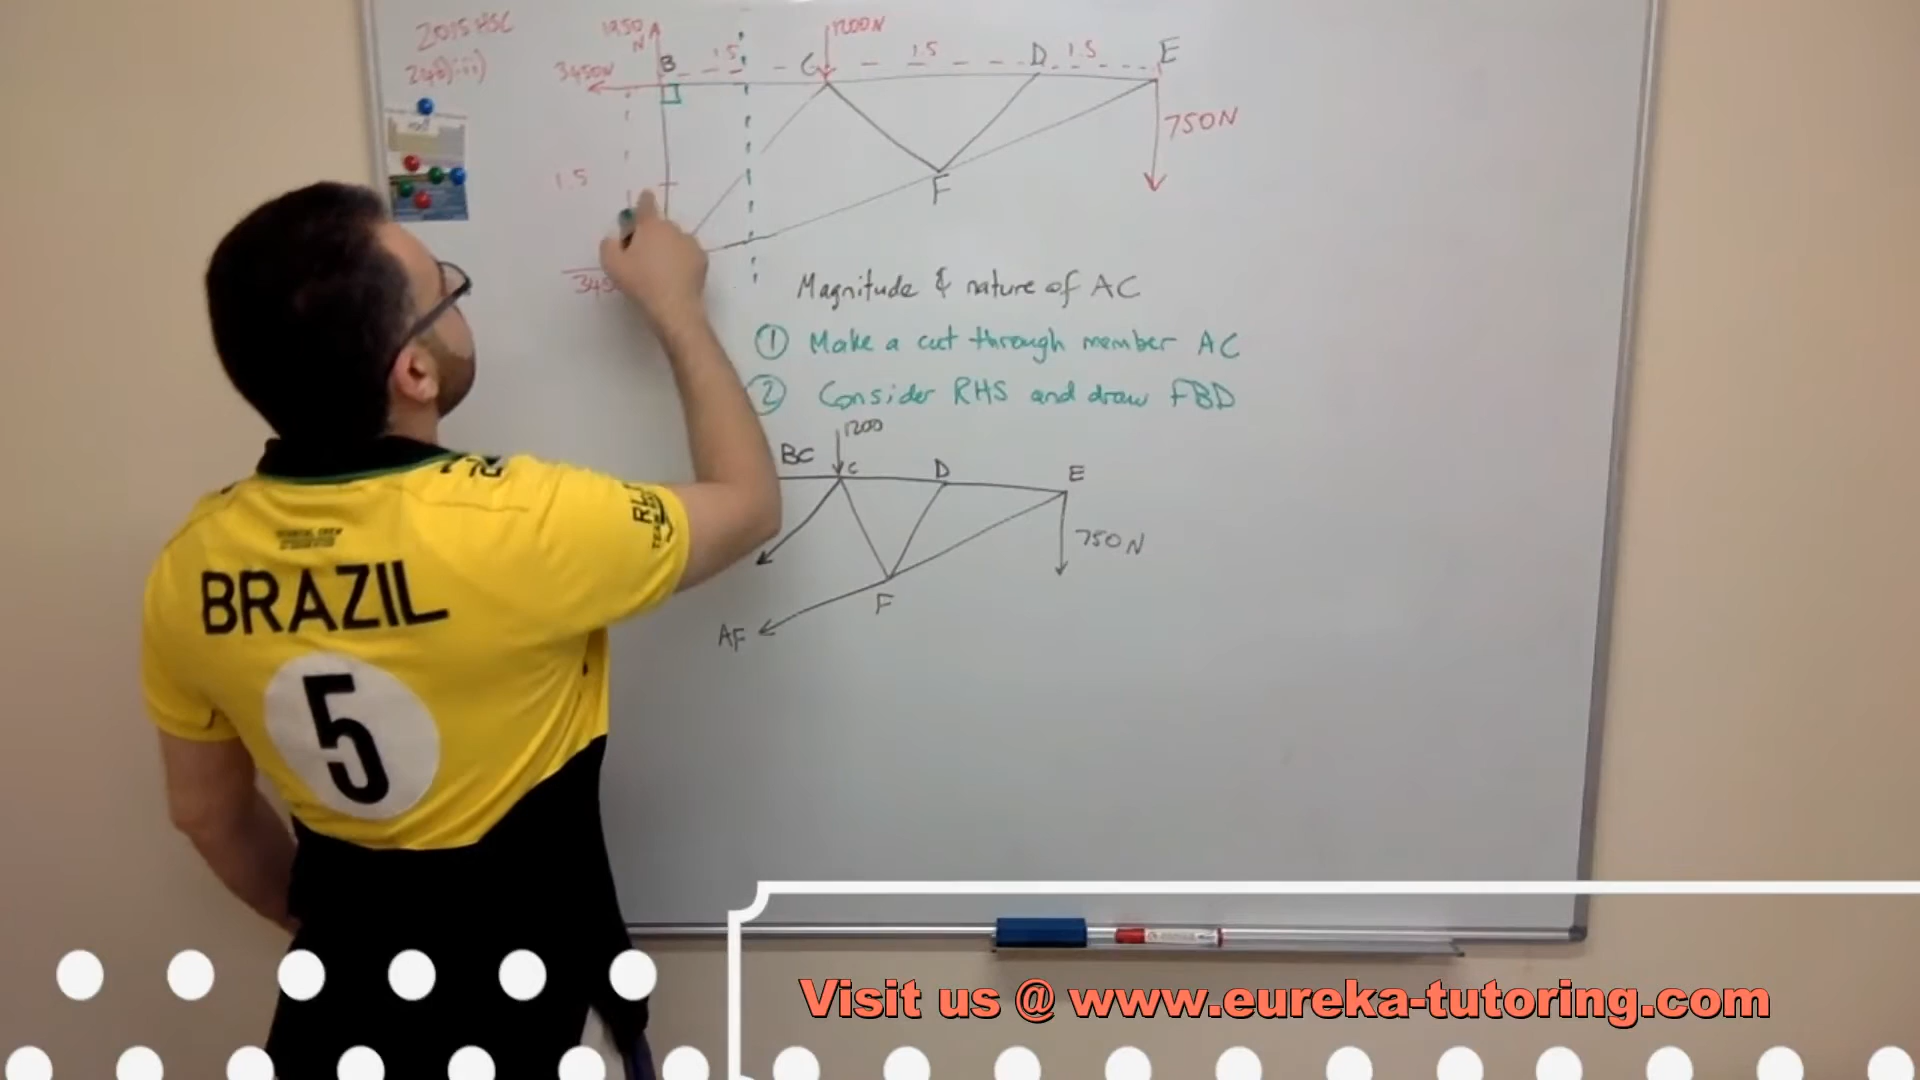 2015 HSC
1950 N
A
1200N
3450N
B
1.5
C
1.5
D
1.5
E
750N
1.5
F
Magnitude & nature of AC
① Make a cut through member AC
② Consider RHS and draw FBD
1200
BC
C
D
E
750N
F
AF
BRAZIL
5
Visit us @ www.eureka-tutoring.com